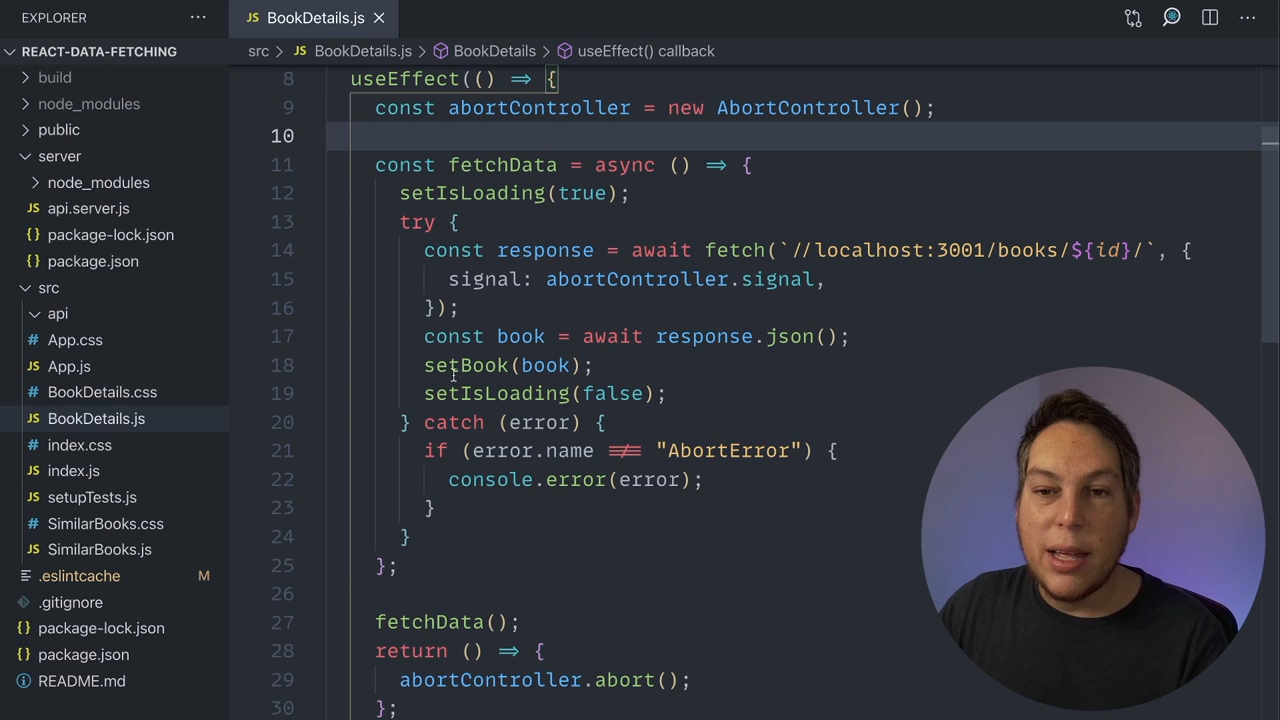 EXPLORER
···
JS BookDetails.js
···
REACT-DATA-FETCHING
src > JS BookDetails.js > BookDetails > useEffect() callback
build
node_modules
public
server
node_modules
JS api.server.js
{} package-lock.json
{} package.json
src
api
# App.css
JS App.js
# BookDetails.css
JS BookDetails.js
# index.css
JS index.js
JS setupTests.js
# SimilarBooks.css
JS SimilarBooks.js
.eslintcache M
.gitignore
{} package-lock.json
{} package.json
README.md
8 useEffect(() => {
9 const abortController = new AbortController();
10
11 const fetchData = async () => {
12 setIsLoading(true);
13 try {
14 const response = await fetch(`//localhost:3001/books/${id}/`, {
15 signal: abortController.signal,
16 });
17 const book = await response.json();
18 setBook(book);
19 setIsLoading(false);
20 } catch (error) {
21 if (error.name !== "AbortError") {
22 console.error(error);
23 }
24 }
25 };
26
27 fetchData();
28 return () => {
29 abortController.abort();
30 };